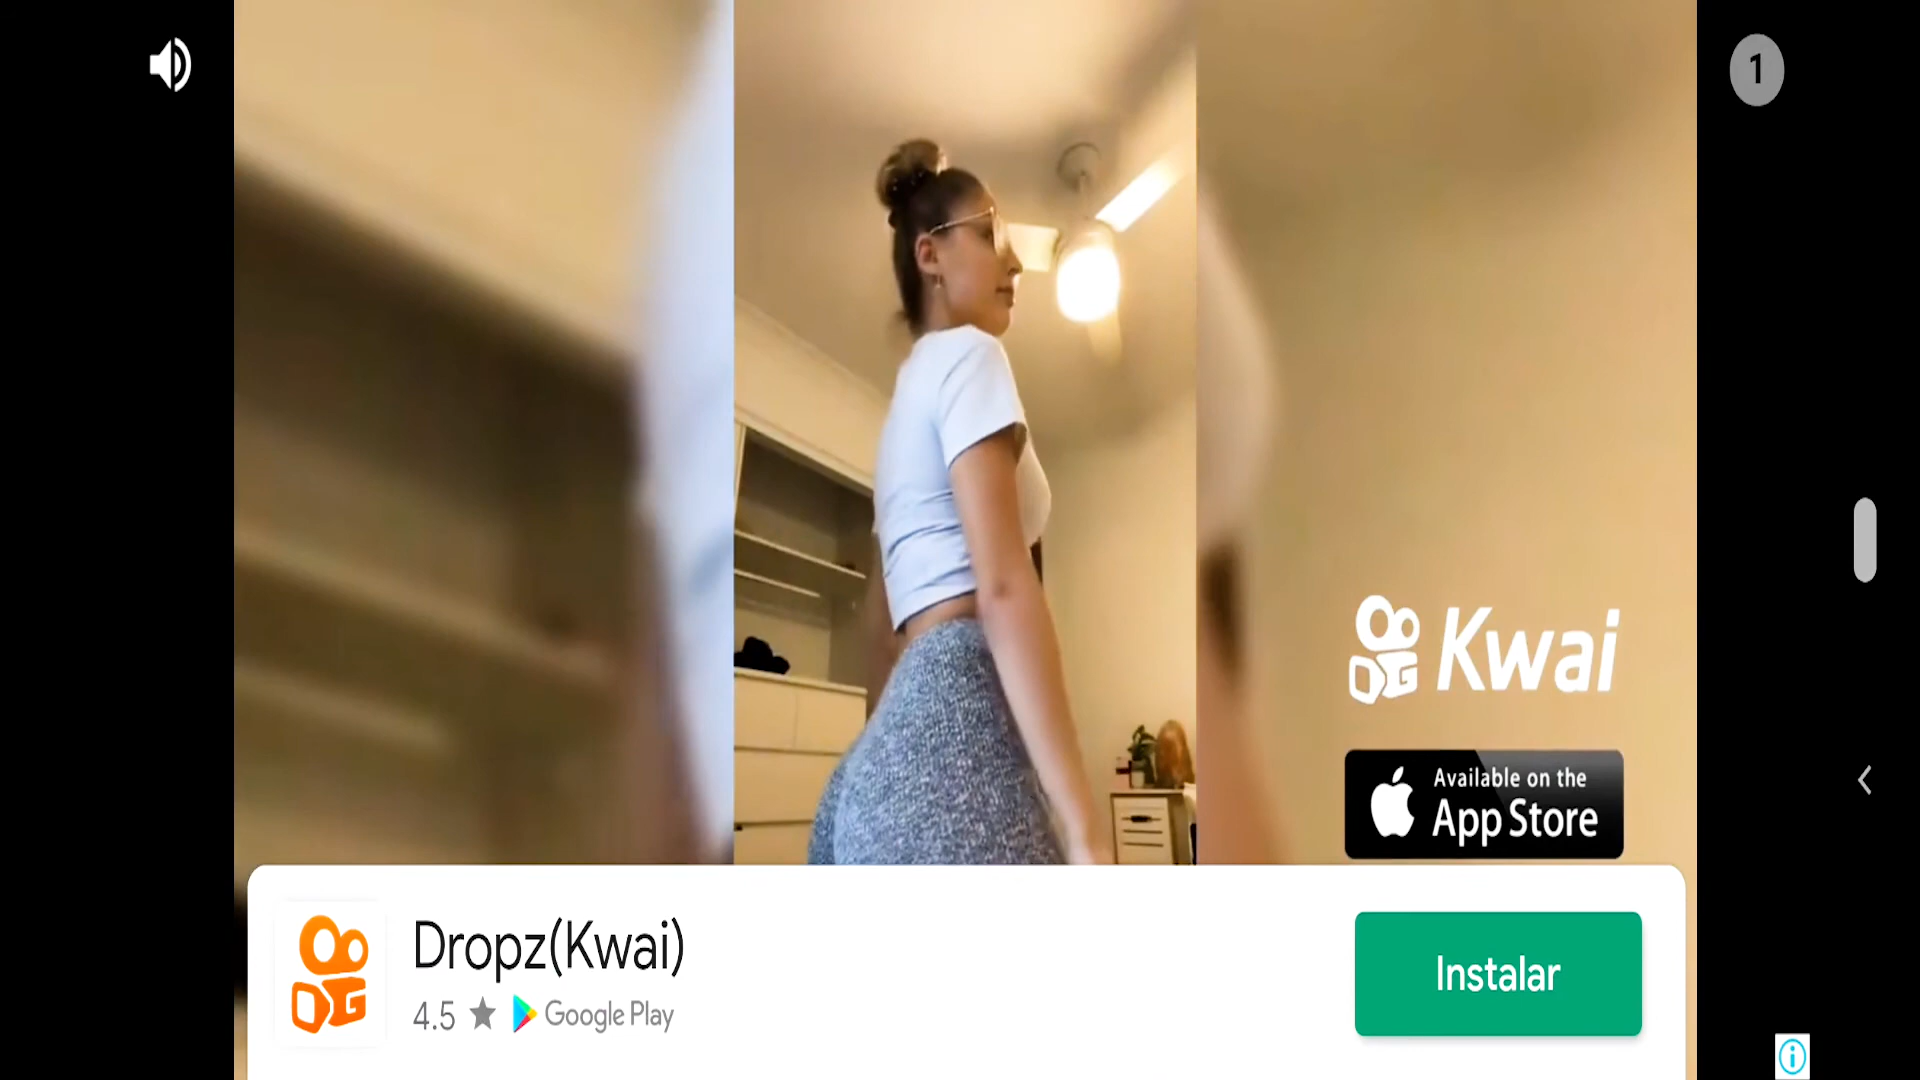 1
Kwai
Available on the
App Store
Dropz(Kwai)
4.5 ★ Google Play
Instalar